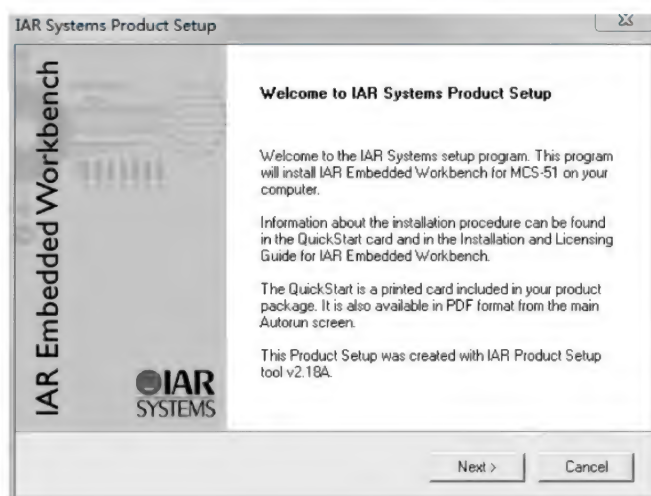 IAR Systems Product Setup
IAR Embedded Workbench
Welcome to IAR Systems Product Setup
Welcome to the IAR Systems setup program. This program
will install IAR Embedded Workbench for MCS-51 on your
computer.
Information about the installation procedure can be found
in the QuickStart card and in the Installation and Licensing
Guide for IAR Embedded Workbench.
The QuickStart is a printed card included in your product
package. It is also available in PDF format from the main
Autorun screen.
This Product Setup was created with IAR Product Setup
tool v2.18A.
IAR
SYSTEMS
Next >
Cancel